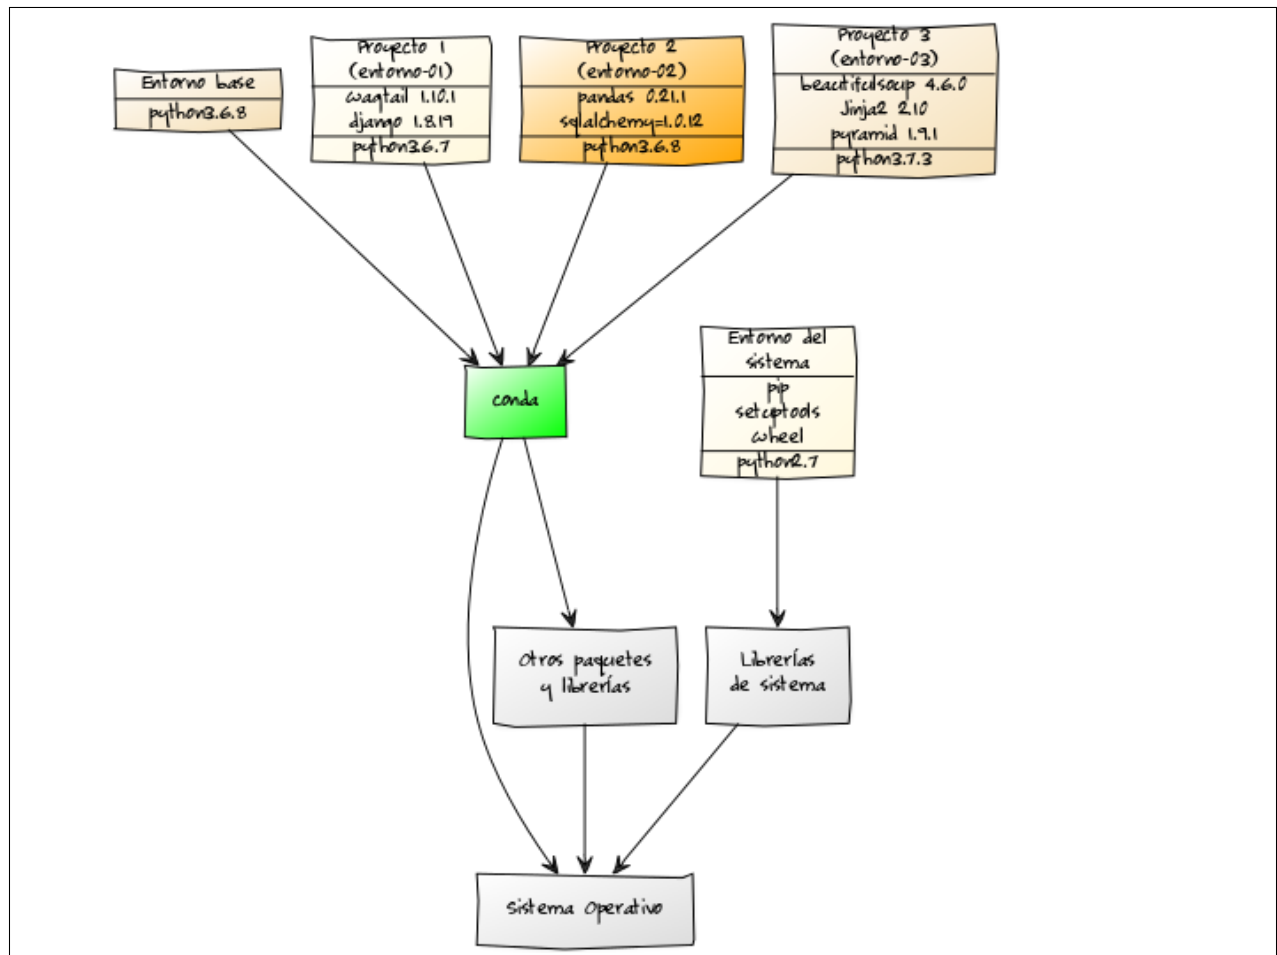 Entorno base
python3.6.8
Proyecto 1
(entorno-01)
wagtail 1.10.1
django 1.8.19
python3.6.7
Proyecto 2
(entorno-02)
pandas 0.21.1
sqlalchemy=1.0.12
python3.6.8
Proyecto 3
(entorno-03)
beautifulsoup 4.6.0
Jinja2 2.10
pyramid 1.9.1
python3.7.3
conda
Entorno del
sistema
pip
setuptools
wheel
python2.7
Otros paquetes
y librerías
Librerías
de sistema
Sistema Operativo